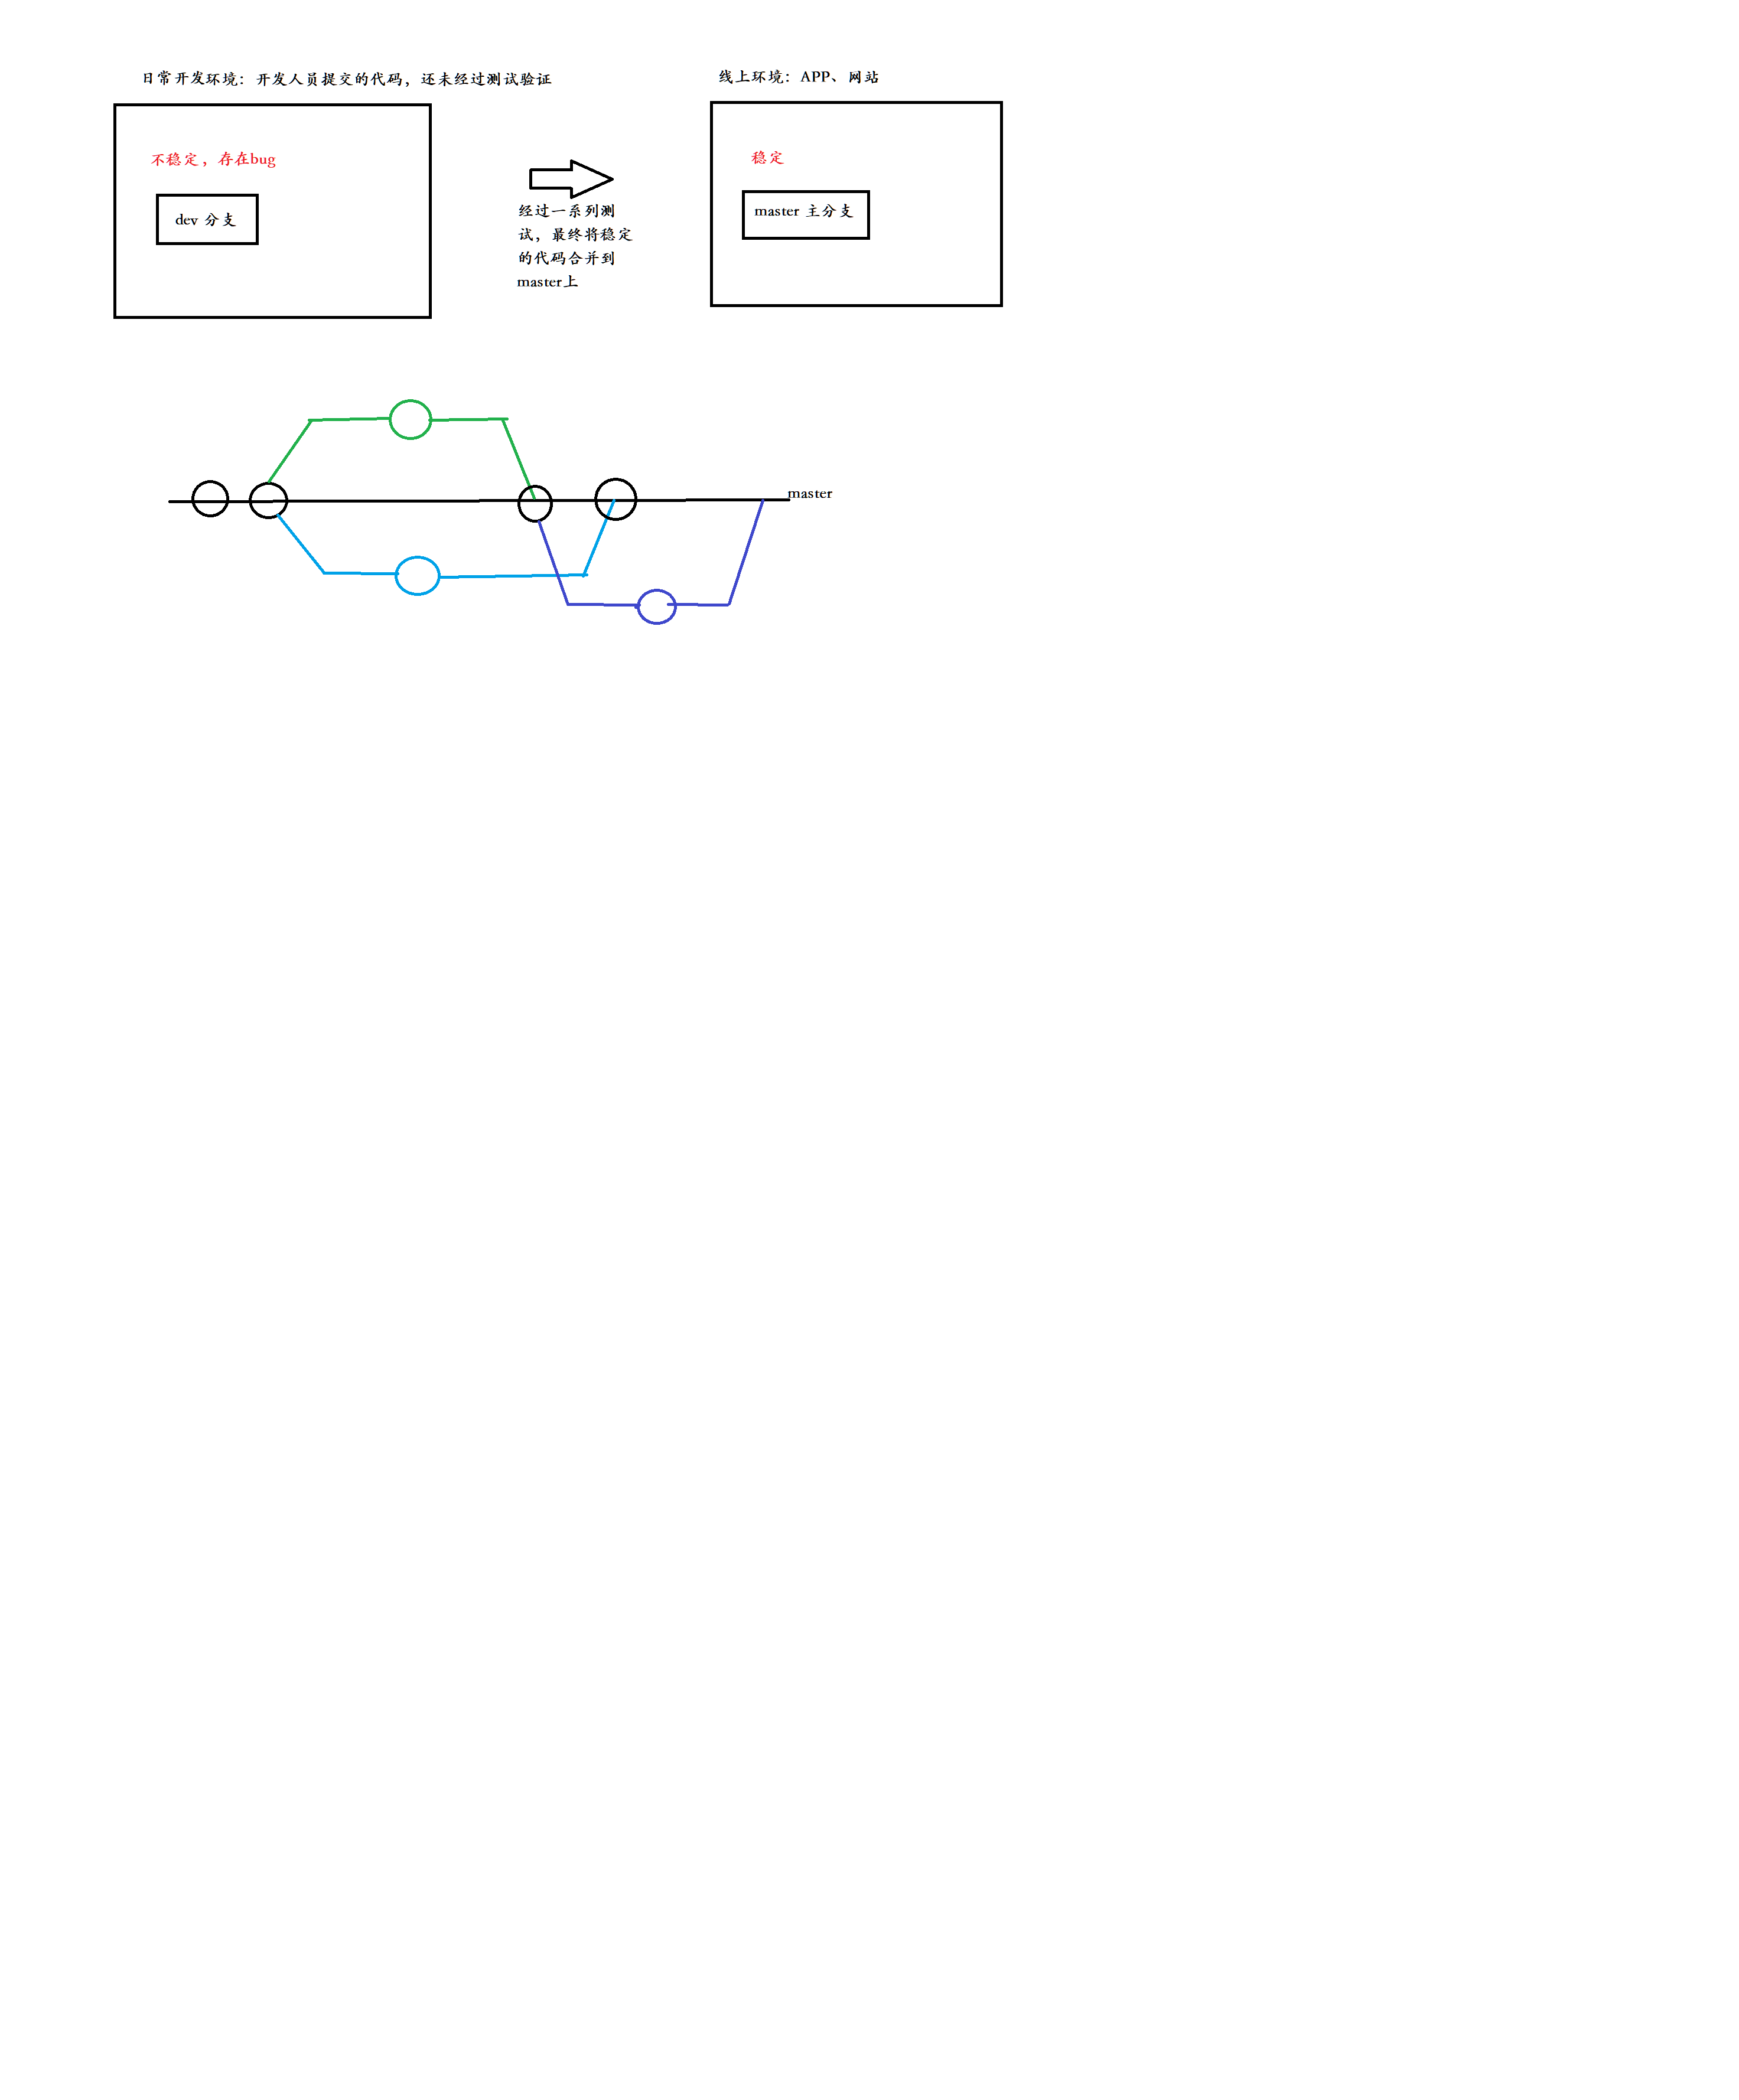 日常开发环境：开发人员提交的代码，还未经过测试验证
线上环境：APP、网站
不稳定，存在bug
dev 分支
经过一系列测
试，最终将稳定
的代码合并到
master上
稳定
master 主分支
master